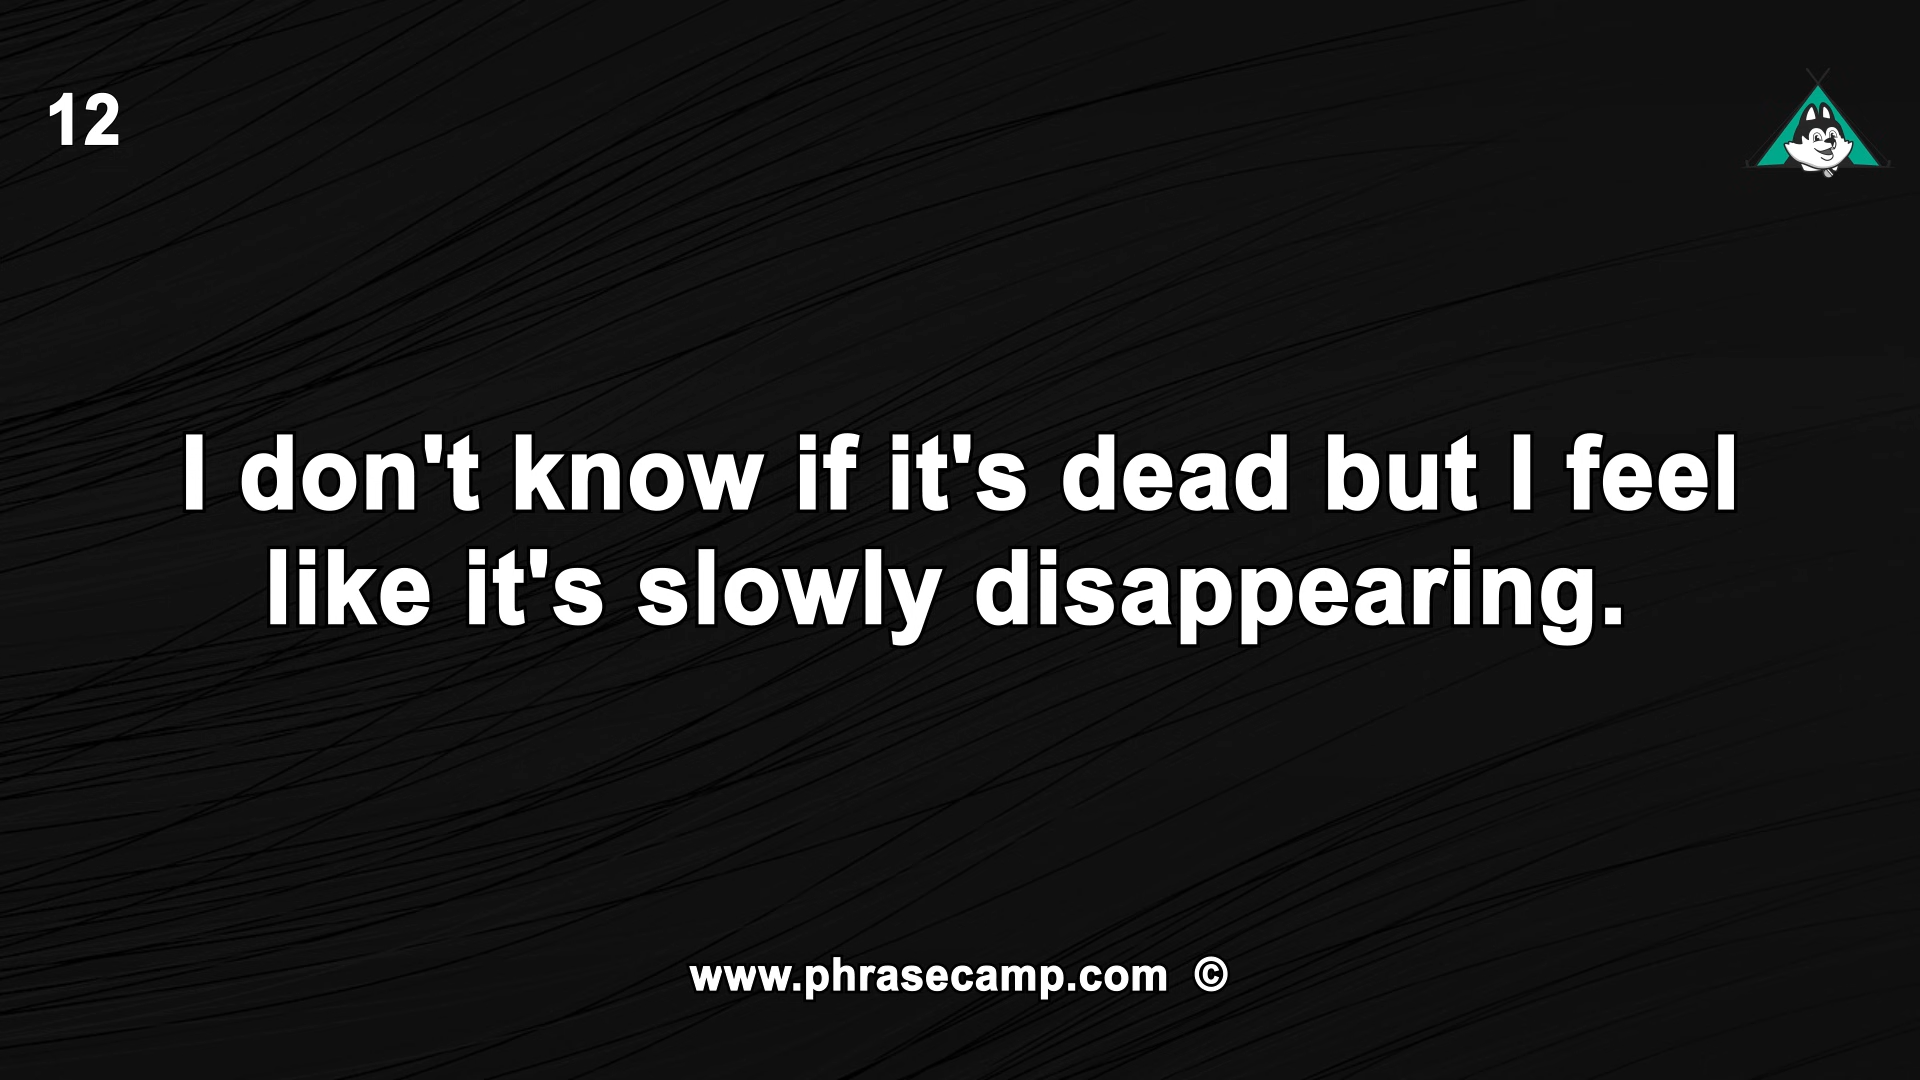 12
I don't know if it's dead but I feel
like it's slowly disappearing.
www.phrasecamp.com ©